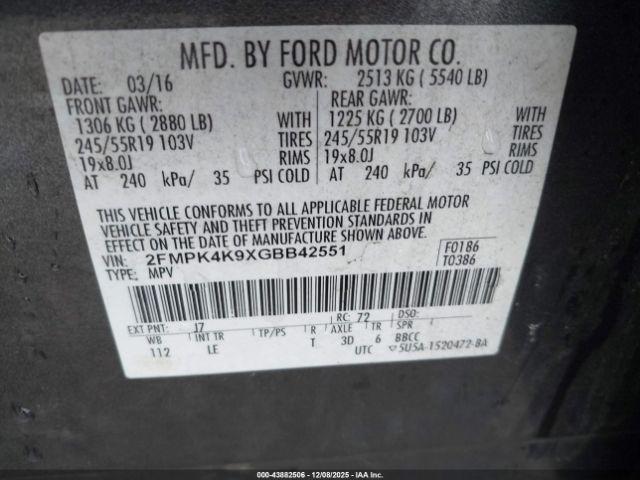 MFD. BY FORD MOTOR CO.
DATE: 03/16 GVWR: 2513 KG ( 5540 LB)
FRONT GAWR: REAR GAWR:
1306 KG ( 2880 LB) WITH 1225 KG ( 2700 LB) WITH
245/55R19 103V TIRES 245/55R19 103V TIRES
19x8.0J RIMS 19x8.0J RIMS
AT 240 kPa/ 35 PSI COLD AT 240 kPa/ 35 PSI COLD
THIS VEHICLE CONFORMS TO ALL APPLICABLE FEDERAL MOTOR
VEHICLE SAFETY AND THEFT PREVENTION STANDARDS IN
EFFECT ON THE DATE OF MANUFACTURE SHOWN ABOVE.
VIN: 2FMPK4K9XGBB42551 F0186
TYPE: MPV T0386
EXT PNT: J7 RC: 72 DSO:
WB INT TR TP/PS R AXLE TR SPR
112 LE T 3D 6 BBCC
UTC 5U5A-1520472-BA
000-43882506 - 12/08/2025 - IAA Inc.